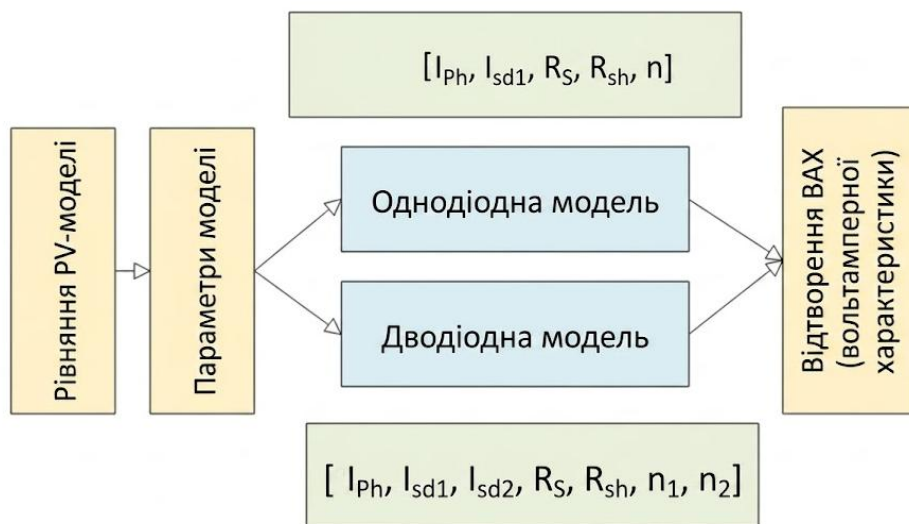 [I_Ph, I_sd1, R_S, R_sh, n]
Рівняння PV-моделі
Параметри моделі
Однодіодна модель
Дводіодна модель
Відтворення ВАХ
(вольтамперної
характеристики)
[ I_Ph, I_sd1, I_sd2, R_S, R_sh, n_1, n_2]